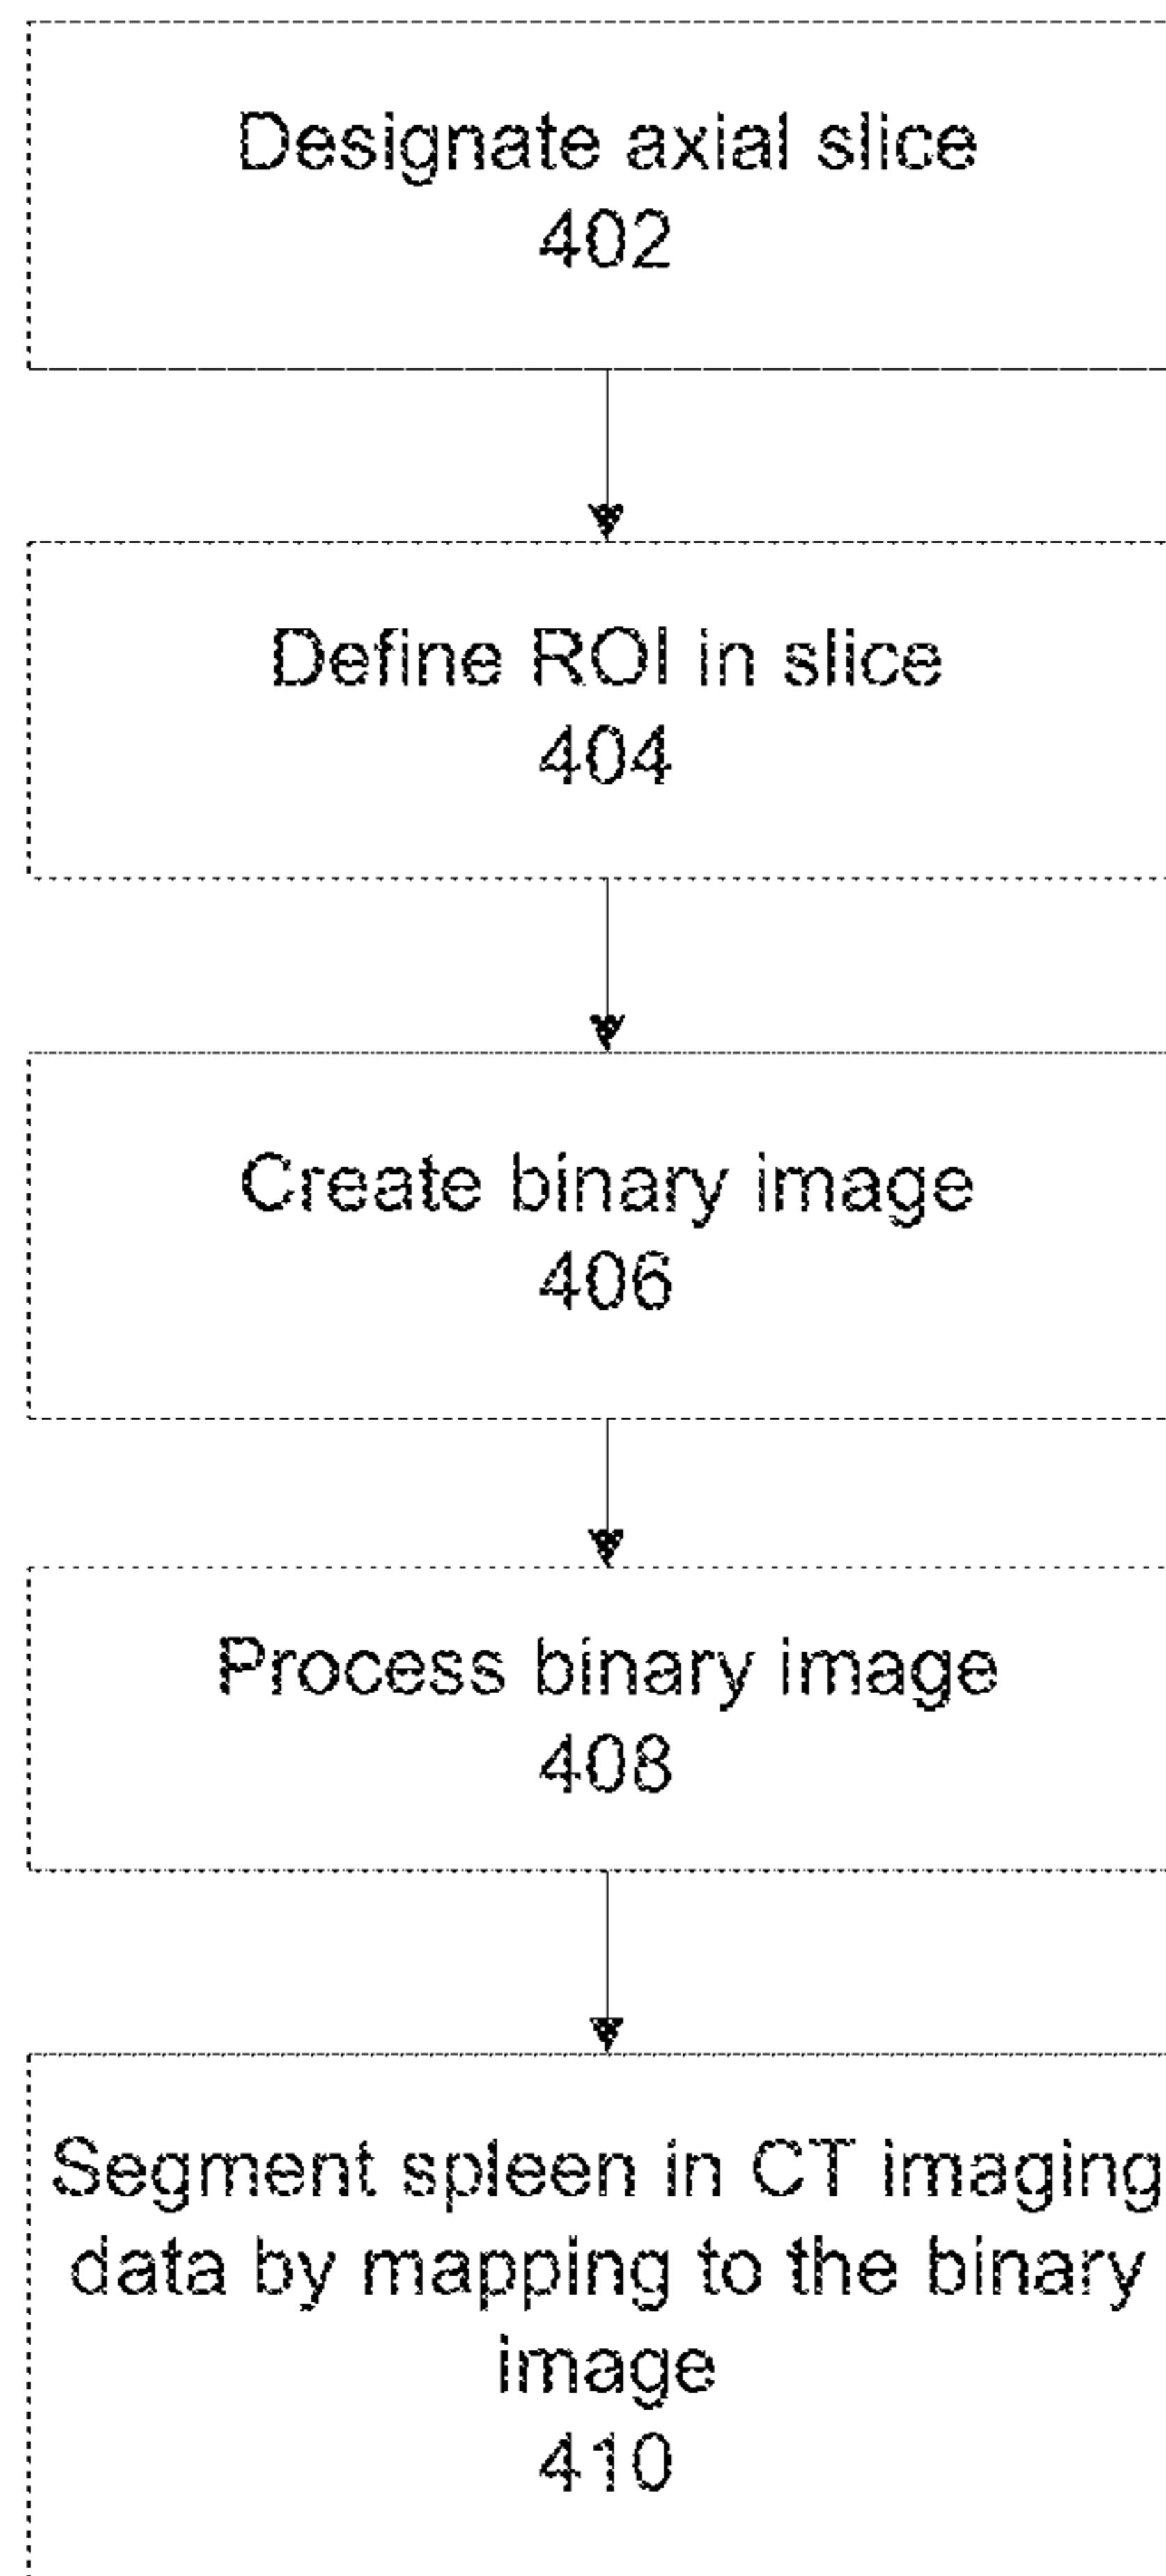 Designate axial slice
402
Define ROI in slice
404
Create binary image
406
Process binary image
408
Segment spleen in CT imaging
data by mapping to the binary
image
410